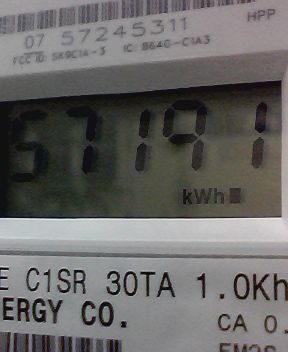 HPP
07 57245311
FCC ID: SK9C1A-3 IC: 864G-C1A3
57191
kWh
E C1SR 30TA 1.0Kh
ERGY CO.
CA 0.